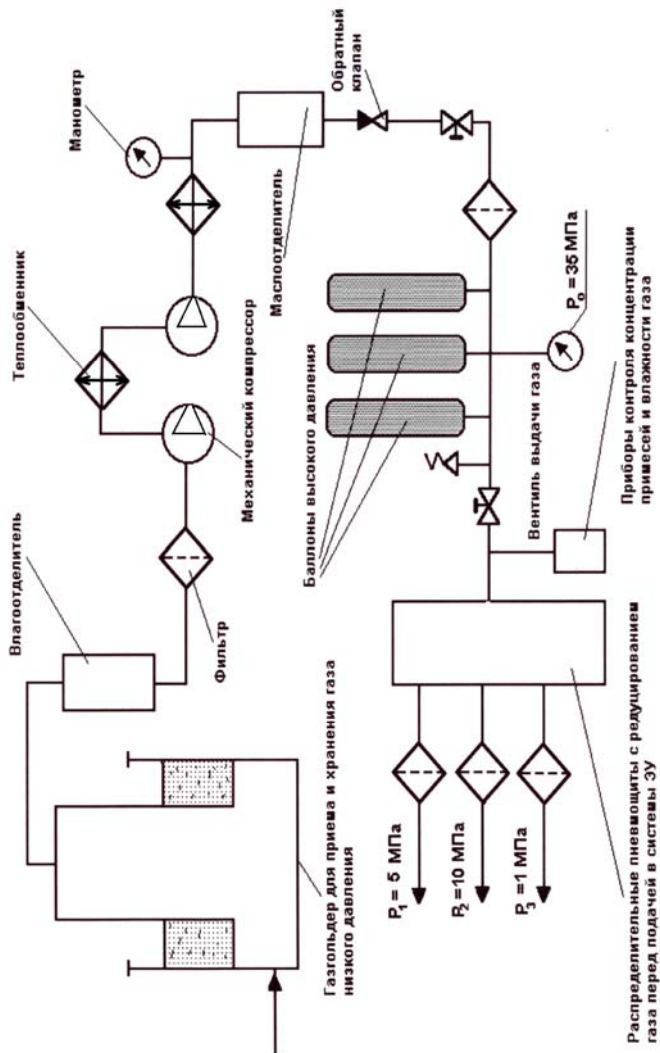 Манометр
Теплообменник
Механический компрессор
Влагоотделитель
Фильтр
Газгольдер для приема и хранения газа
низкого давления
Обратный
клапан
Маслоотделитель
Баллоны высокого давления
P₀ = 35 МПа
Вентиль выдачи газа
Приборы контроля концентрации
примесей и влажности газа
P₁ = 5 МПа
P₂ = 10 МПа
P₃ = 1 МПа
Распределительные пневмощиты с редуцированием
газа перед подачей в системы ЭУ